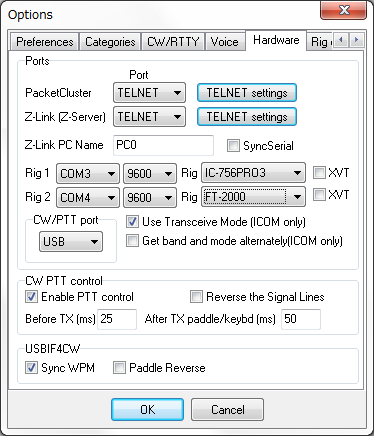 Options
Preferences Categories CW/RTTY Voice Hardware Rig
Ports
Port
PacketCluster TELNET TELNET settings
Z-Link (Z-Server) TELNET TELNET settings
Z-Link PC Name PC0 SyncSerial
Rig 1 COM3 9600 Rig IC-756PRO3 XVT
Rig 2 COM4 9600 Rig FT-2000 XVT
CW/PTT port
USB
Use Transceive Mode (ICOM only)
Get band and mode alternately(ICOM only)
CW PTT control
Enable PTT control Reverse the Signal Lines
Before TX (ms) 25 After TX paddle/keybd (ms) 50
USBIF4CW
Sync WPM Paddle Reverse
OK Cancel